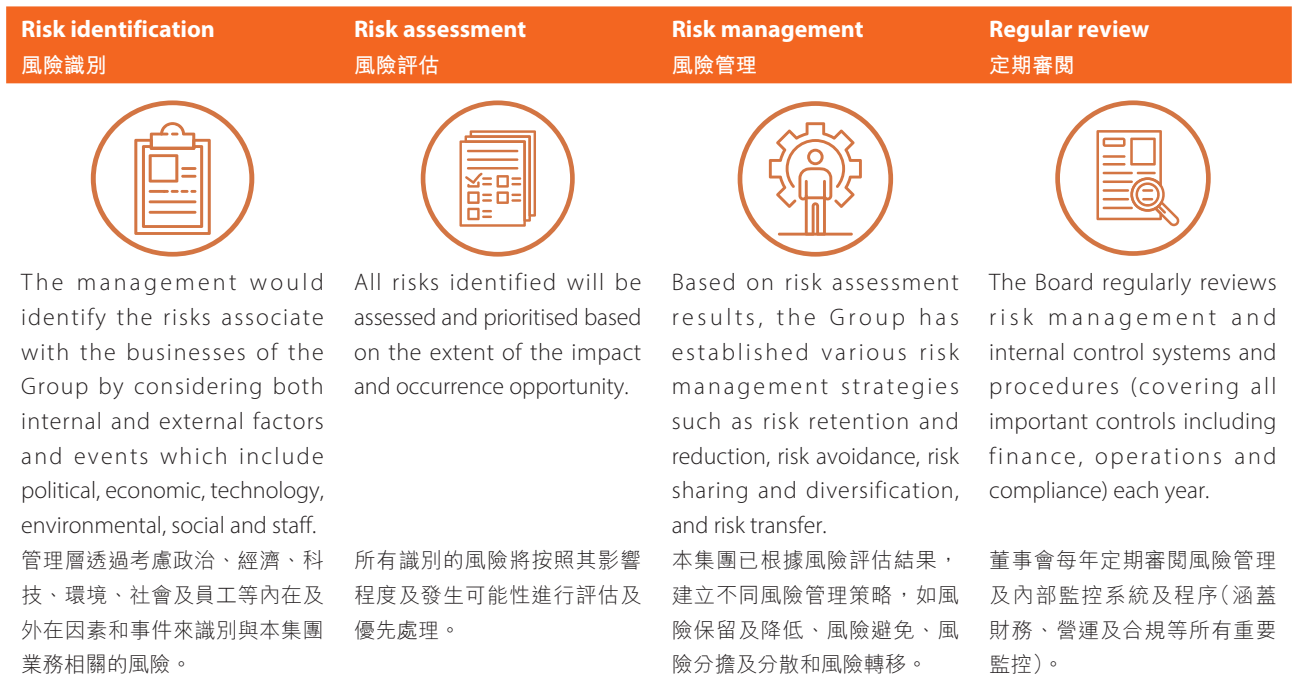 Risk identification
風險識別
Risk assessment
風險評估
Risk management
風險管理
Regular review
定期審閱
The management would
identify the risks associate
with the businesses of the
Group by considering both
internal and external factors
and events which include
political, economic, technology,
environmental, social and staff.
管理層透過考慮政治、經濟、科
技、環境、社會及員工等內在及
外在因素和事件來識別與本集團
業務相關的風險。
All risks identified will be
assessed and prioritised based
on the extent of the impact
and occurrence opportunity.
所有識別的風險將按照其影響
程度及發生可能性進行評估及
優先處理。
Based on risk assessment
results, the Group has
established various risk
management strategies
such as risk retention and
reduction, risk avoidance, risk
sharing and diversification,
and risk transfer.
本集團已根據風險評估結果，
建立不同風險管理策略，如風
險保留及降低、風險避免、風
險分擔及分散和風險轉移。
The Board regularly reviews
risk management and
internal control systems and
procedures (covering all
important controls including
finance, operations and
compliance) each year.
董事會每年定期審閱風險管理
及內部監控系統及程序（涵蓋
財務、營運及合規等所有重要
監控）。